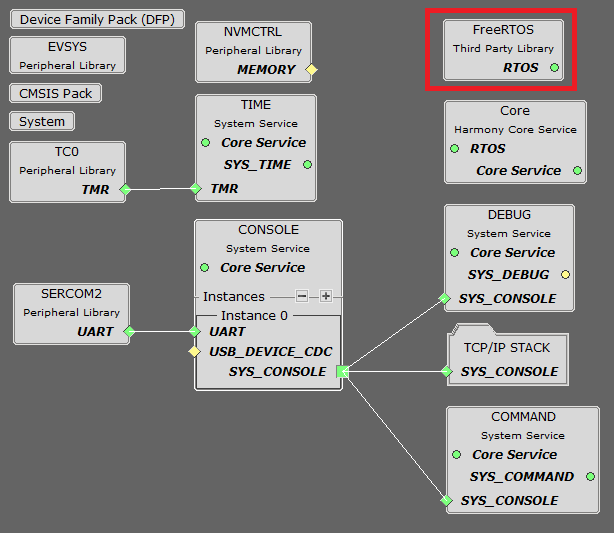 Device Family Pack (DFP)
EVSYS
Peripheral Library
CMSIS Pack
System
TC0
Peripheral Library
TMR
SERCOM2
Peripheral Library
UART
NVMCTRL
Peripheral Library
MEMORY
TIME
System Service
Core Service
SYS_TIME
TMR
CONSOLE
System Service
Core Service
Instances
Instance 0
UART
USB_DEVICE_CDC
SYS_CONSOLE
FreeRTOS
Third Party Library
RTOS
Core
Harmony Core Service
RTOS
Core Service
DEBUG
System Service
Core Service
SYS_DEBUG
SYS_CONSOLE
TCP/IP STACK
SYS_CONSOLE
COMMAND
System Service
Core Service
SYS_COMMAND
SYS_CONSOLE